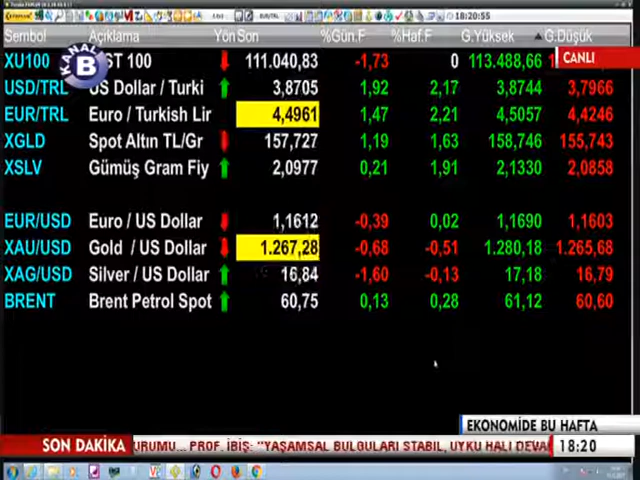 18:20:55
Sembol Açıklama Yön Son %Gün.F %Haf.F G.Yüksek G.Düşük
XU100 ST 100 111.040,83 -1,73 0 113.488,66
KANAL B
CANLI
USD/TRL US Dollar / Turki 3,8705 1,92 2,17 3,8744 3,7966
EUR/TRL Euro / Turkish Lir 4,4961 1,47 2,21 4,5057 4,4246
XGLD Spot Altın TL/Gr 157,727 1,19 1,63 158,746 155,743
XSLV Gümüş Gram Fiy 2,0977 0,21 1,91 2,1330 2,0858
EUR/USD Euro / US Dollar 1,1612 -0,39 0,02 1,1690 1,1603
XAU/USD Gold / US Dollar 1.267,28 -0,68 -0,51 1.280,18 1.265,68
XAG/USD Silver / US Dollar 16,84 -1,60 -0,13 17,18 16,79
BRENT Brent Petrol Spot 60,75 0,13 0,28 61,12 60,60
EKONOMİDE BU HAFTA
SON DAKİKA URUMU... PROF. İBİŞ: "YAŞAMSAL BULGULARI STABİL, UYKU HALİ DEVA 18:20